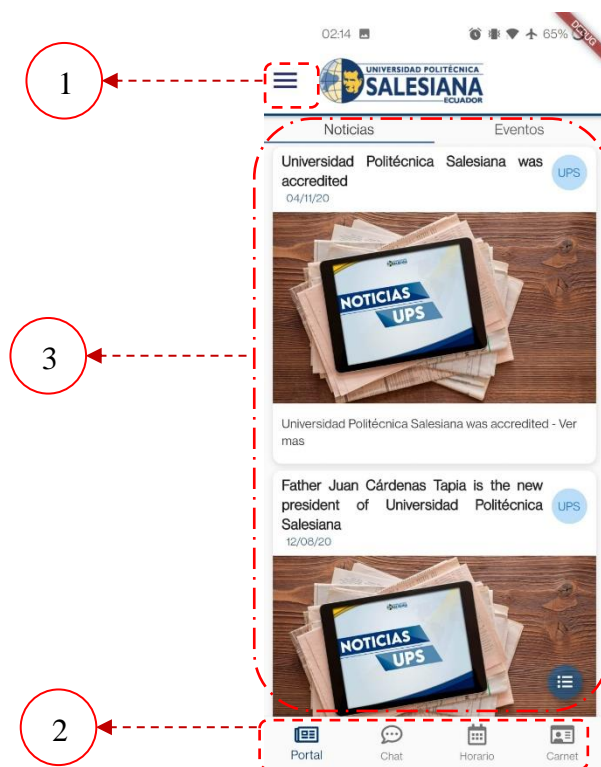 02:14
65%
DEBUG
1
UNIVERSIDAD POLITÉCNICA
SALESIANA
ECUADOR
Noticias
Eventos
Universidad Politécnica Salesiana was
accredited
UPS
04/11/20
NOTICIAS
UPS
3
Universidad Politécnica Salesiana was accredited - Ver
mas
Father Juan Cárdenas Tapia is the new
president of Universidad Politécnica
Salesiana
UPS
12/08/20
NOTICIAS
UPS
2
Portal
Chat
Horario
Carnet